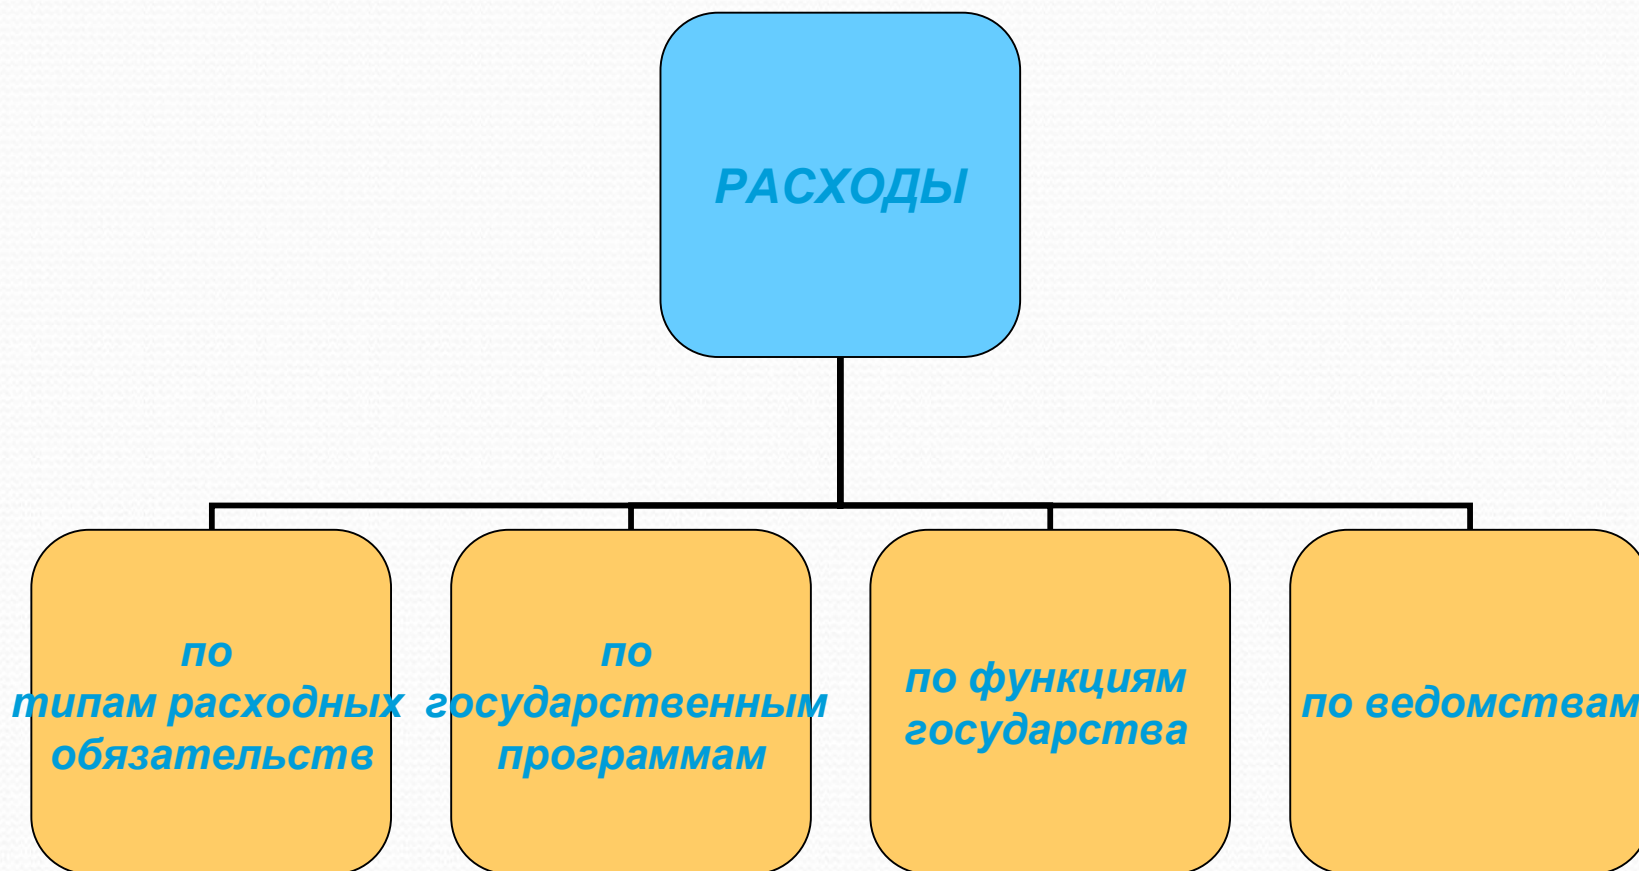 РАСХОДЫ
по
типам расходных
обязательств
по
государственным
программам
по функциям
государства
по ведомствам